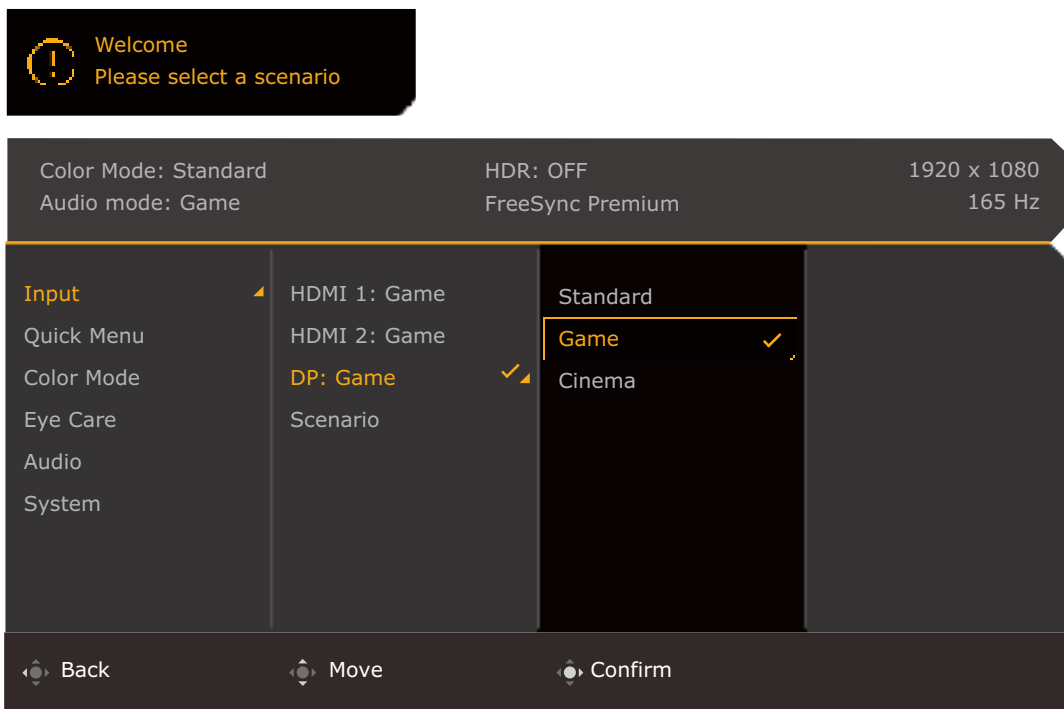 Welcome
Please select a scenario
Color Mode: Standard
Audio mode: Game
HDR: OFF
FreeSync Premium
1920 x 1080
165 Hz
Input
Quick Menu
Color Mode
Eye Care
Audio
System
HDMI 1: Game
HDMI 2: Game
DP: Game
Scenario
Standard
Game
Cinema
Back
Move
Confirm